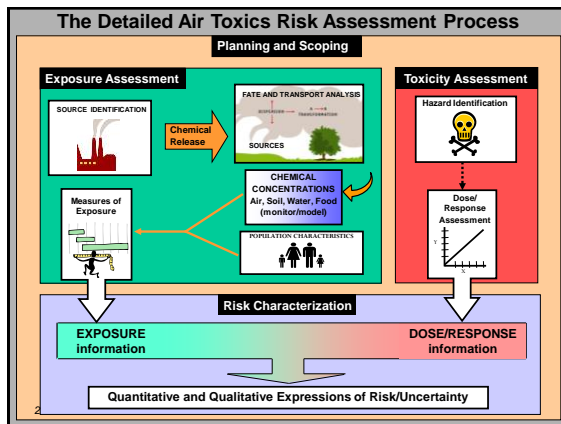 The Detailed Air Toxics Risk Assessment Process
Planning and Scoping
Exposure Assessment
SOURCE IDENTIFICATION
Chemical
Release
FATE AND TRANSPORT ANALYSIS
TRANSFORMATION
SOURCES
CHEMICAL
CONCENTRATIONS
Air, Soil, Water, Food
(monitor/model)
POPULATION CHARACTERISTICS
Measures of
Exposure
Toxicity Assessment
Hazard Identification
Dose/
Response
Assessment
Y
X
Risk Characterization
EXPOSURE
information
DOSE/RESPONSE
information
Quantitative and Qualitative Expressions of Risk/Uncertainty
2